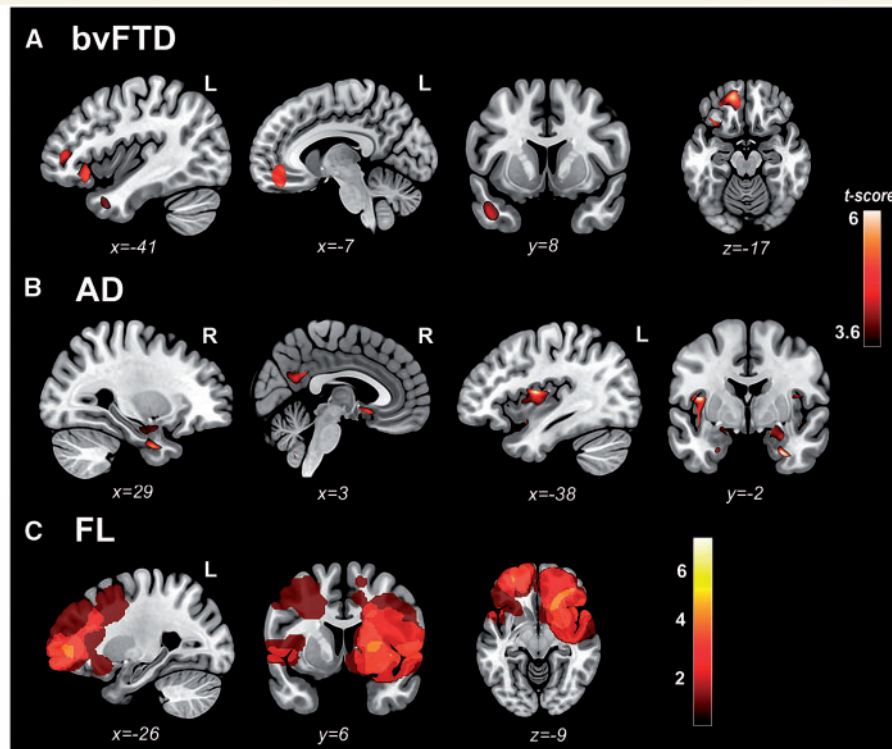 A bvFTD
L
L
x=-41
x=-7
y=8
z=-17
t-score
6
3.6
B AD
R
R
L
x=29
x=3
x=-38
y=-2
C FL
L
6
4
2
x=-26
y=6
z=-9